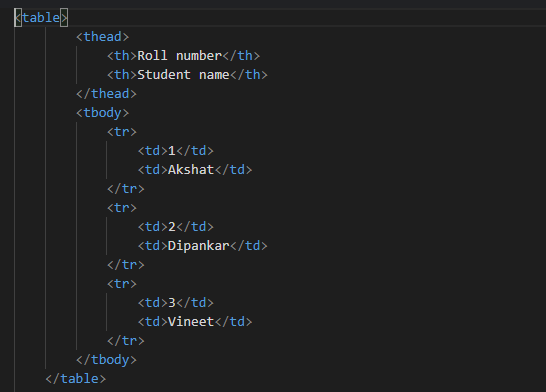 <table>
<thead>
<th>Roll number</th>
<th>Student name</th>
</thead>
<tbody>
<tr>
<td>1</td>
<td>Akshat</td>
</tr>
<tr>
<td>2</td>
<td>Dipankar</td>
</tr>
<tr>
<td>3</td>
<td>Vineet</td>
</tr>
</tbody>
</table>